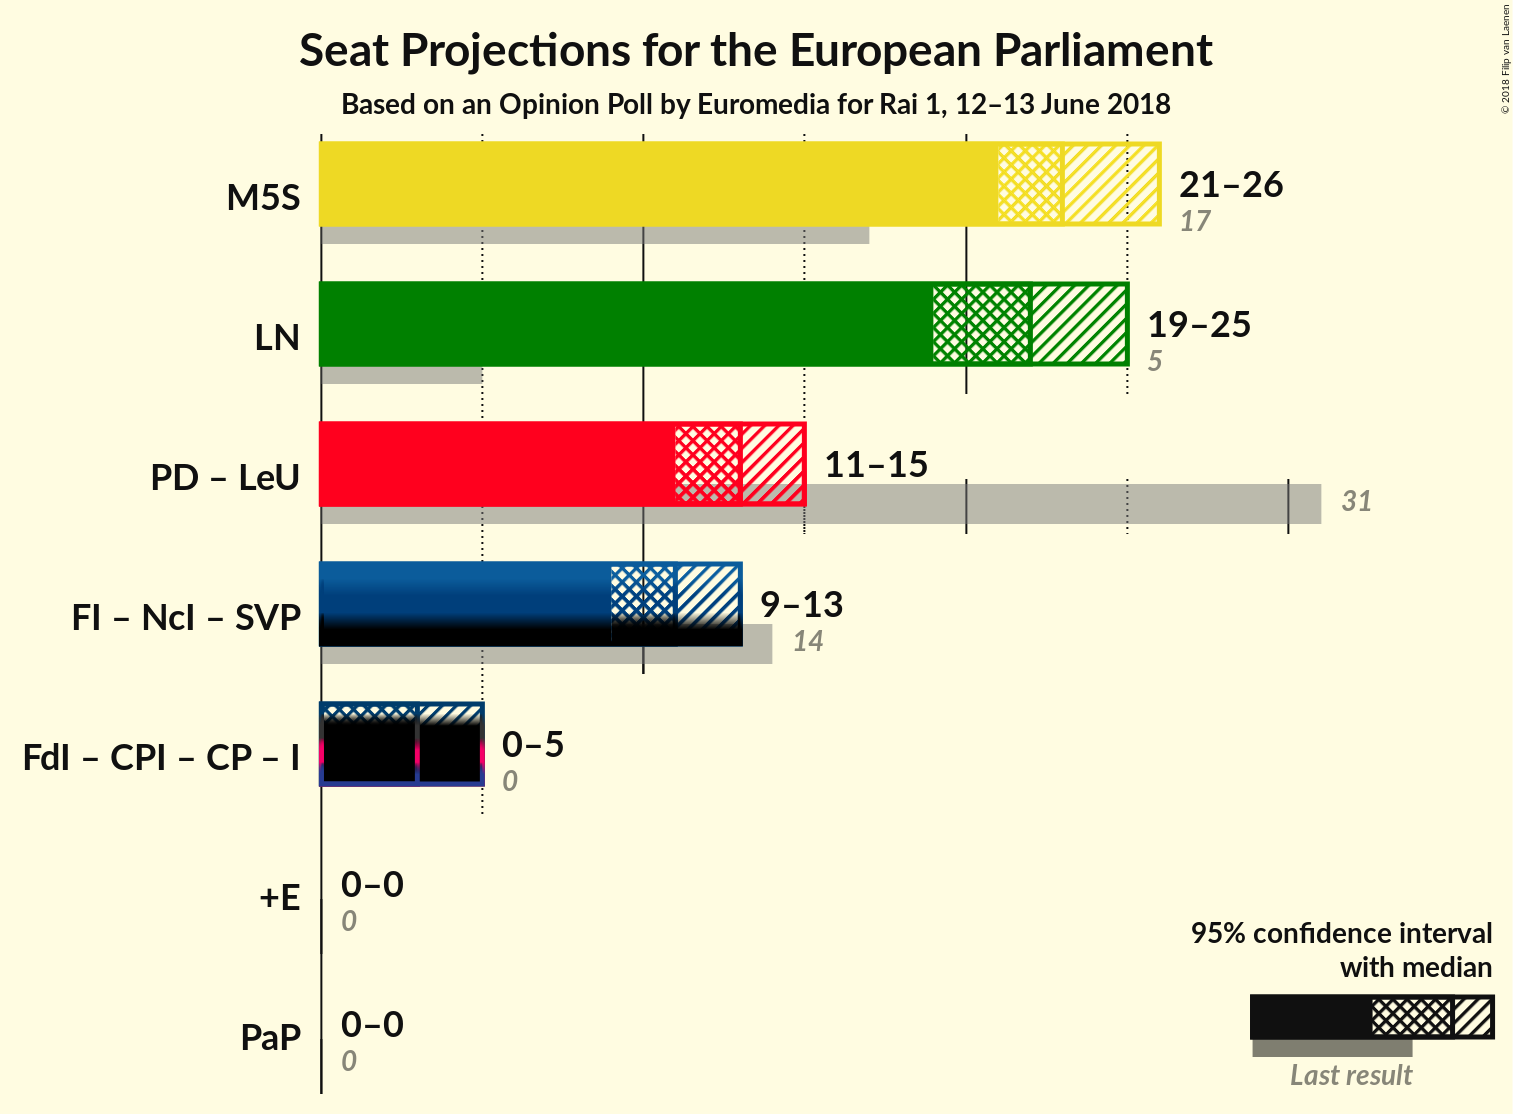 Seat Projections for the European Parliament
Based on an Opinion Poll by Euromedia for Rai 1, 12–13 June 2018
© 2018 Filip van Laenen
M5S
21–26
17
LN
19–25
5
PD – LeU
11–15
31
FI – NcI – SVP
9–13
14
FdI – CPI – CP – I
0–5
0
+E
0–0
0
PaP
0–0
0
95% confidence interval
with median
Last result